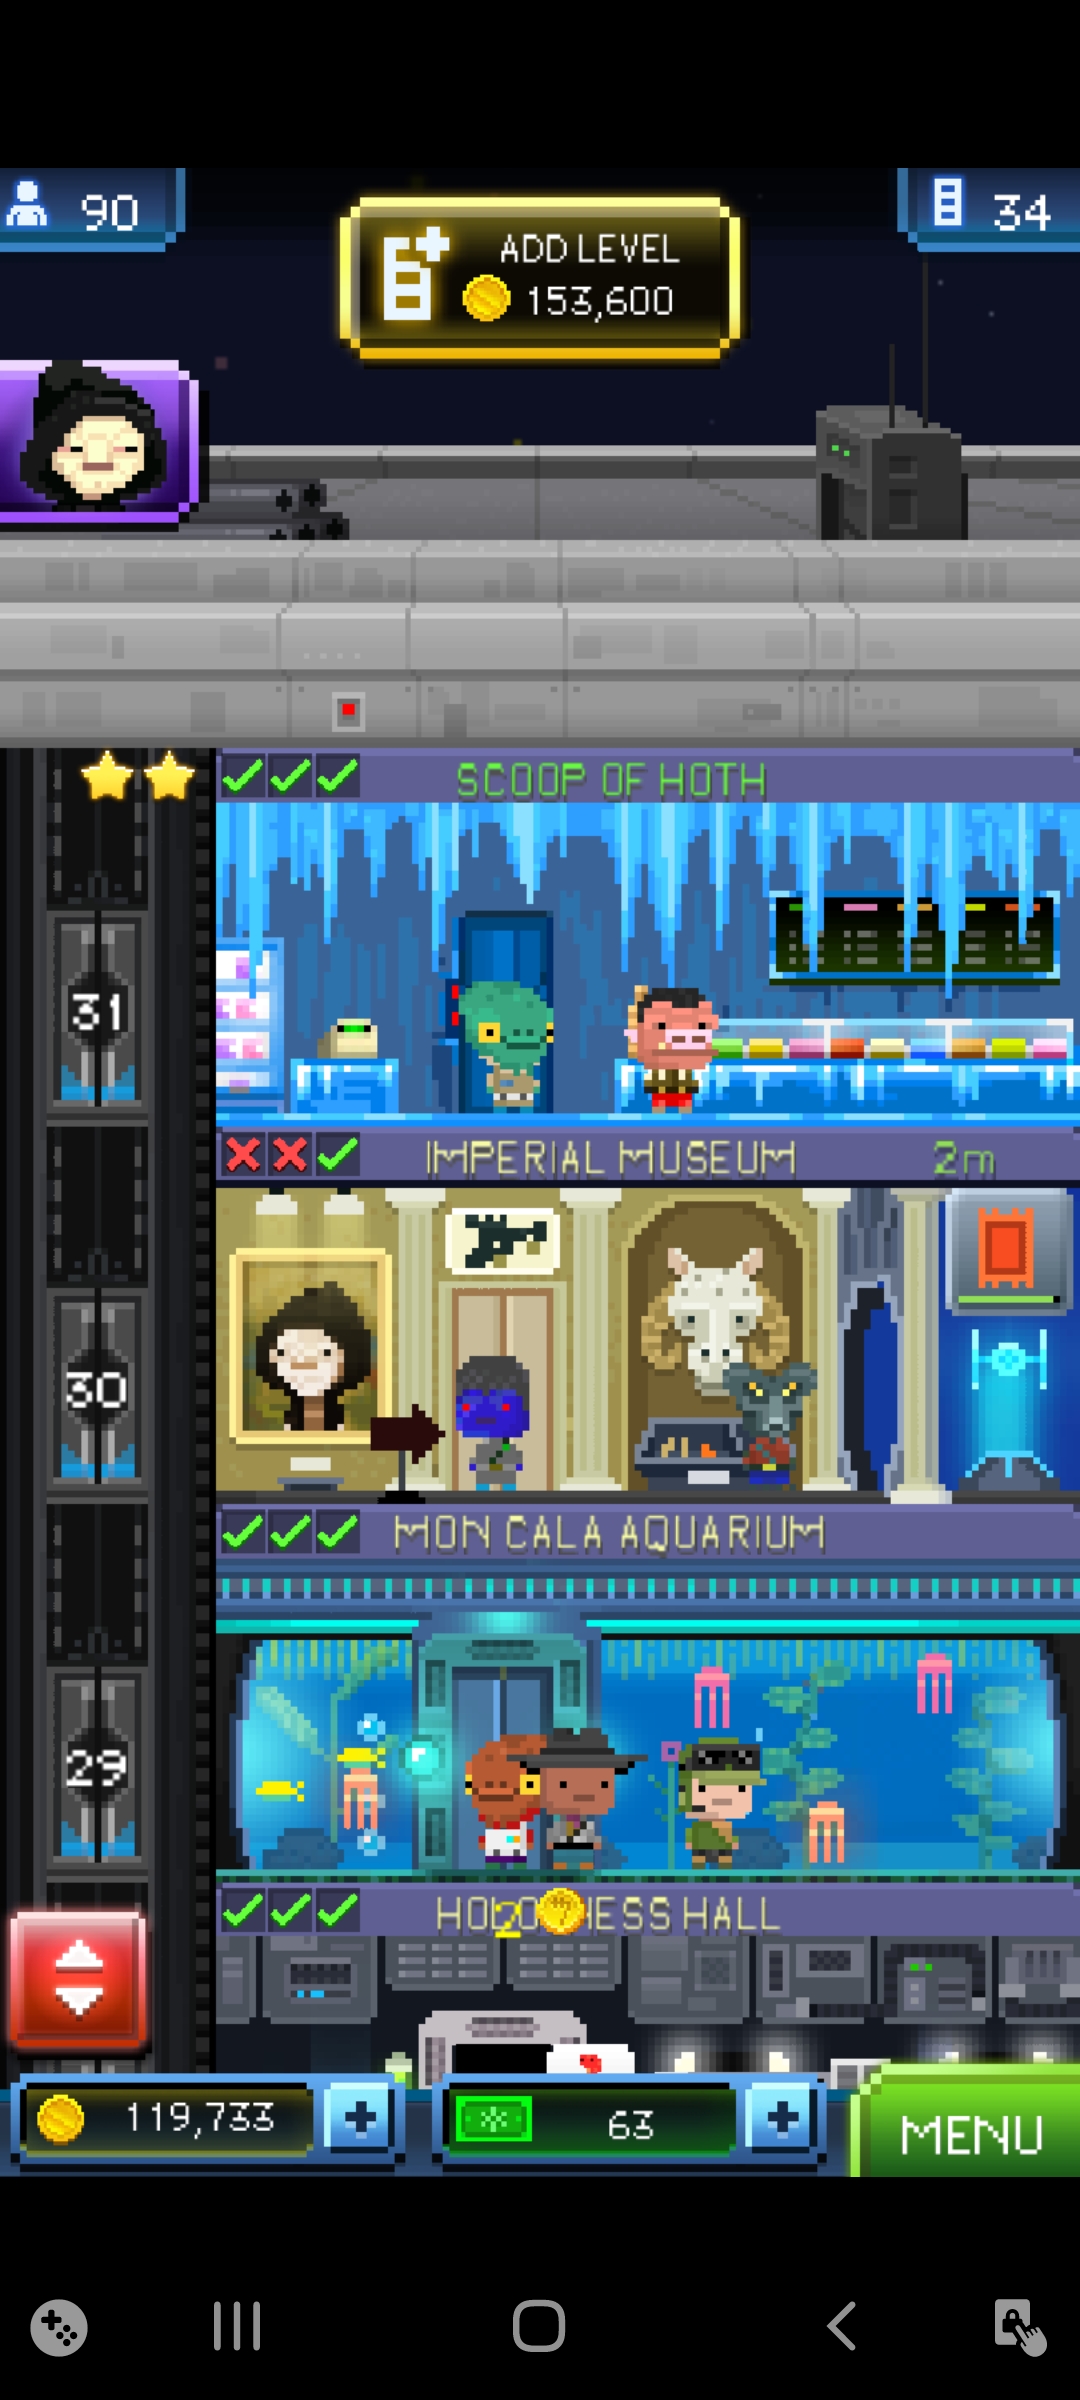 90
ADD LEVEL
153,600
34
SCOOP OF HOTH
31
IMPERIAL MUSEUM 2m
30
MON CALA AQUARIUM
29
2
HALL
119,733
63
MENU